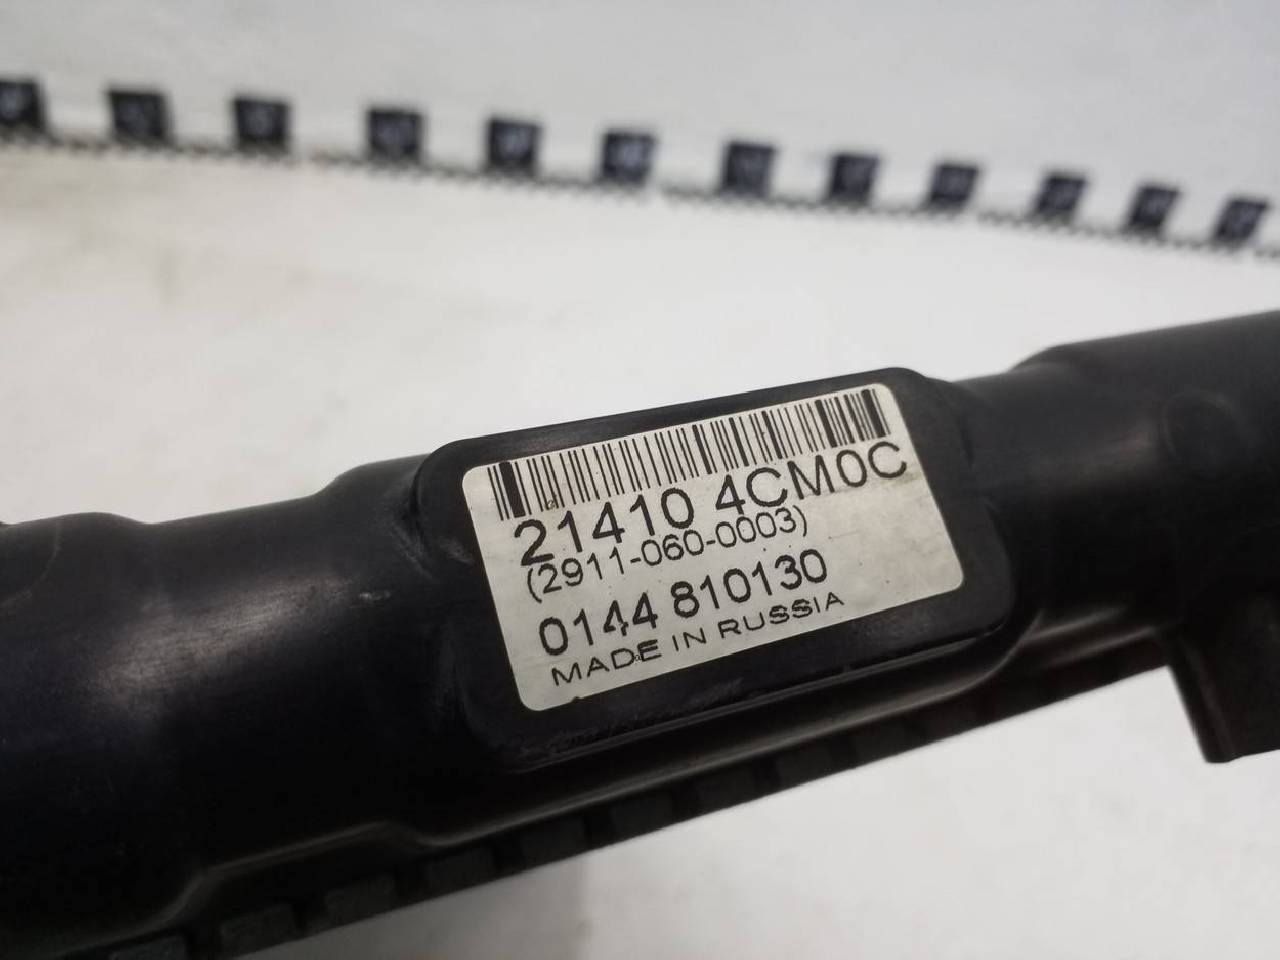 21410 4CM0C
(2911-060-0003)
0144 810130
MADE IN RUSSIA